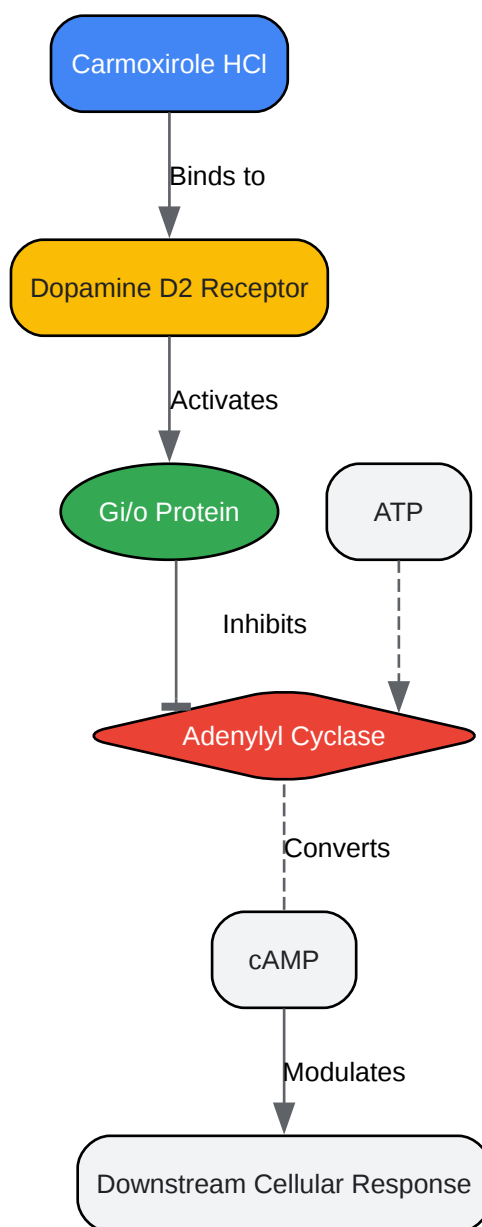 Carmoxirole HCl
Binds to
Dopamine D2 Receptor
Activates
Gi/o Protein
ATP
Inhibits
Adenylyl Cyclase
Converts
cAMP
Modulates
Downstream Cellular Response